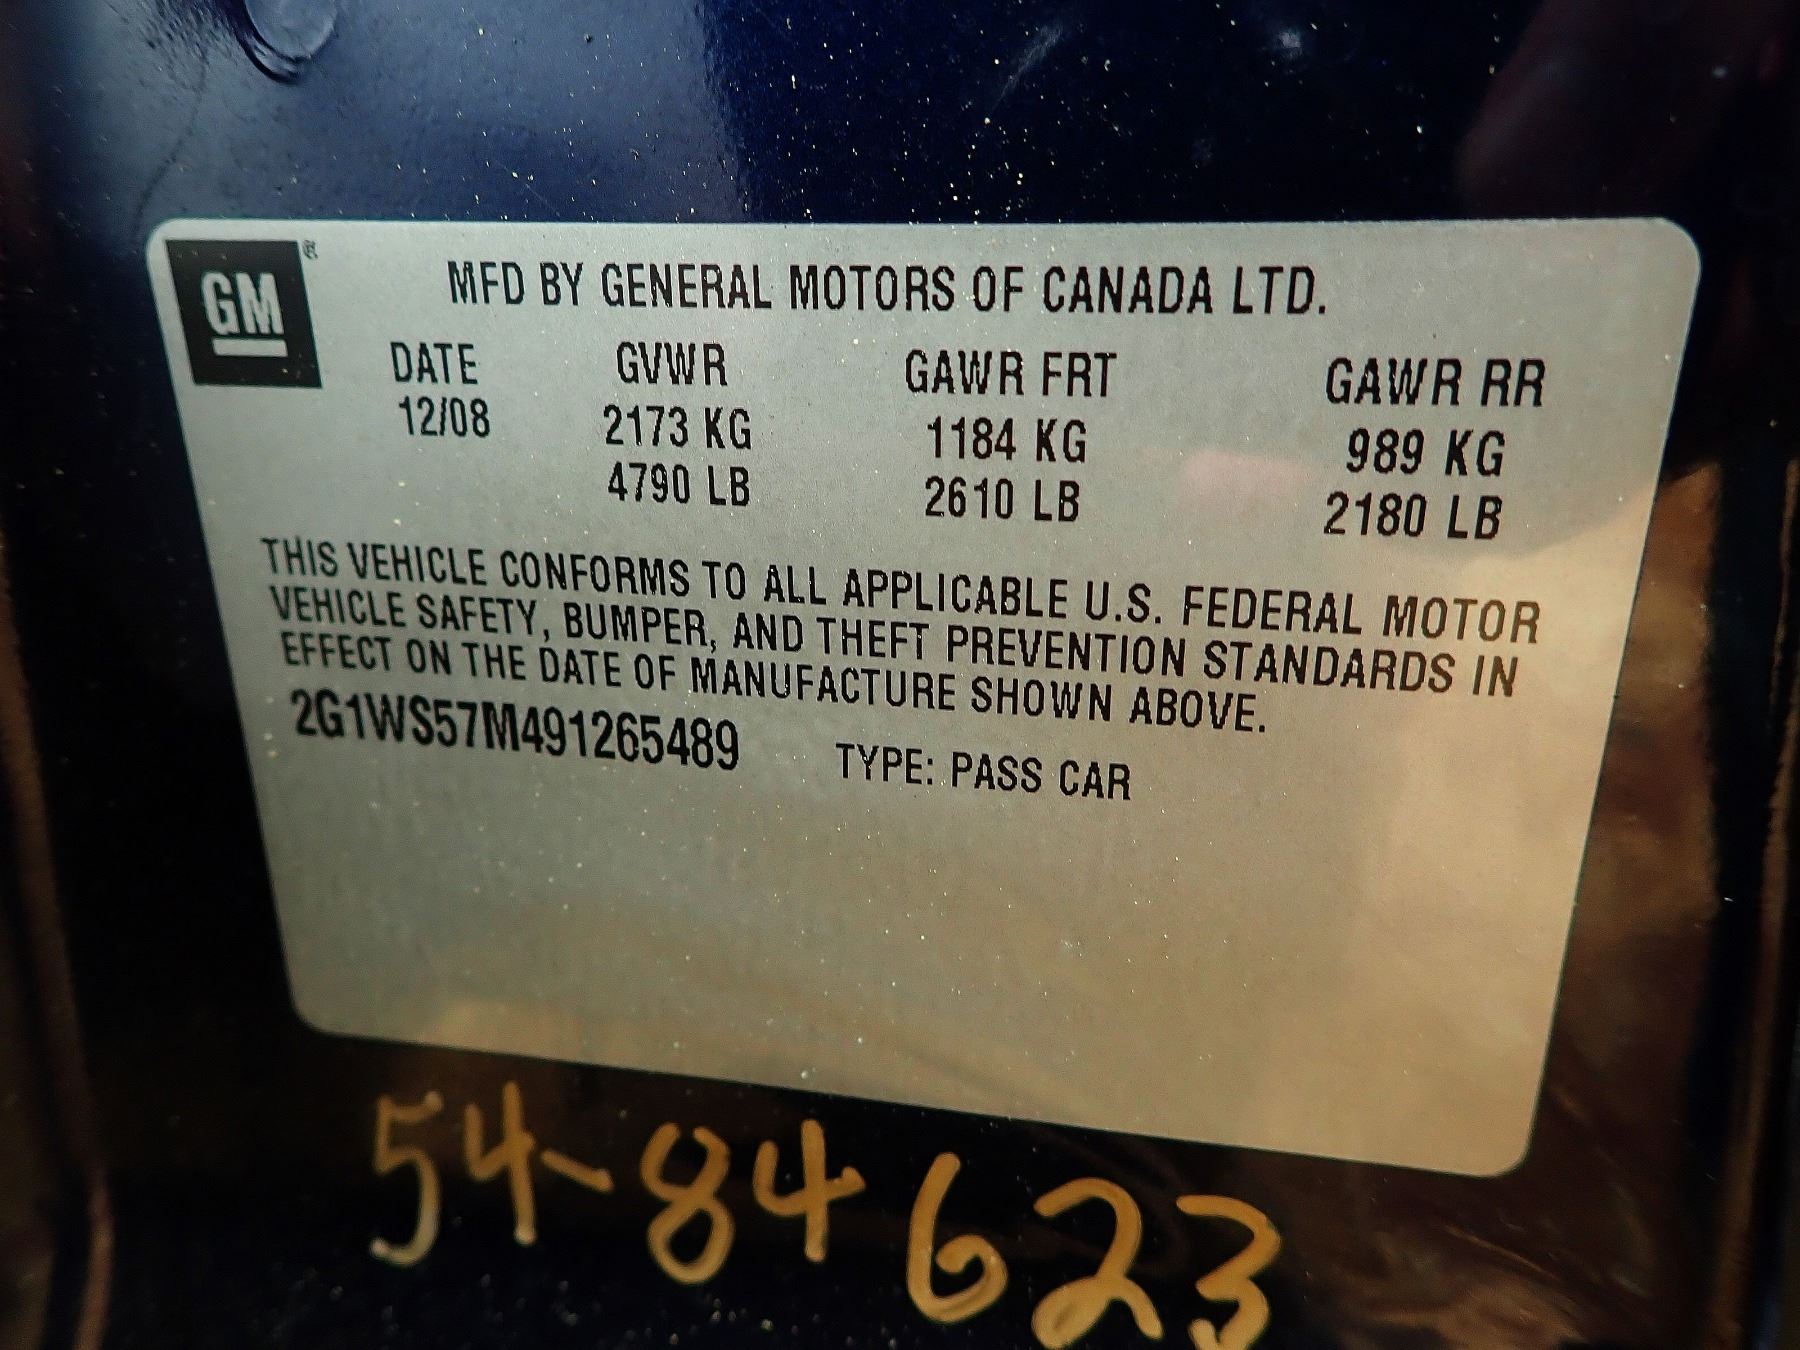 GM ®
MFD BY GENERAL MOTORS OF CANADA LTD.
DATE GVWR GAWR FRT GAWR RR
12/08 2173 KG 1184 KG 989 KG
4790 LB 2610 LB 2180 LB
THIS VEHICLE CONFORMS TO ALL APPLICABLE U.S. FEDERAL MOTOR
VEHICLE SAFETY, BUMPER, AND THEFT PREVENTION STANDARDS IN
EFFECT ON THE DATE OF MANUFACTURE SHOWN ABOVE.
2G1WS57M491265489 TYPE: PASS CAR
54-84623